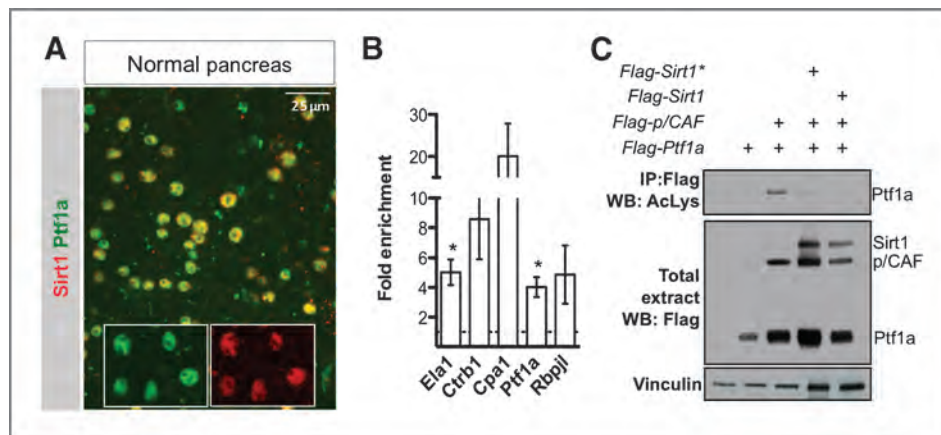 A
Normal pancreas
Sirt1 Ptf1a
25 µm
B
Fold enrichment
30
20
10
8
6
4
2
*
*
Ela1
Ctrb1
Cpa1
Ptf1a
Rbpjl
C
Flag-Sirt1* +
Flag-Sirt1 +
Flag-p/CAF + + +
Flag-Ptf1a + + + +
IP:Flag
WB: AcLys
Ptf1a
Total
extract
WB: Flag
Sirt1
p/CAF
Ptf1a
Vinculin